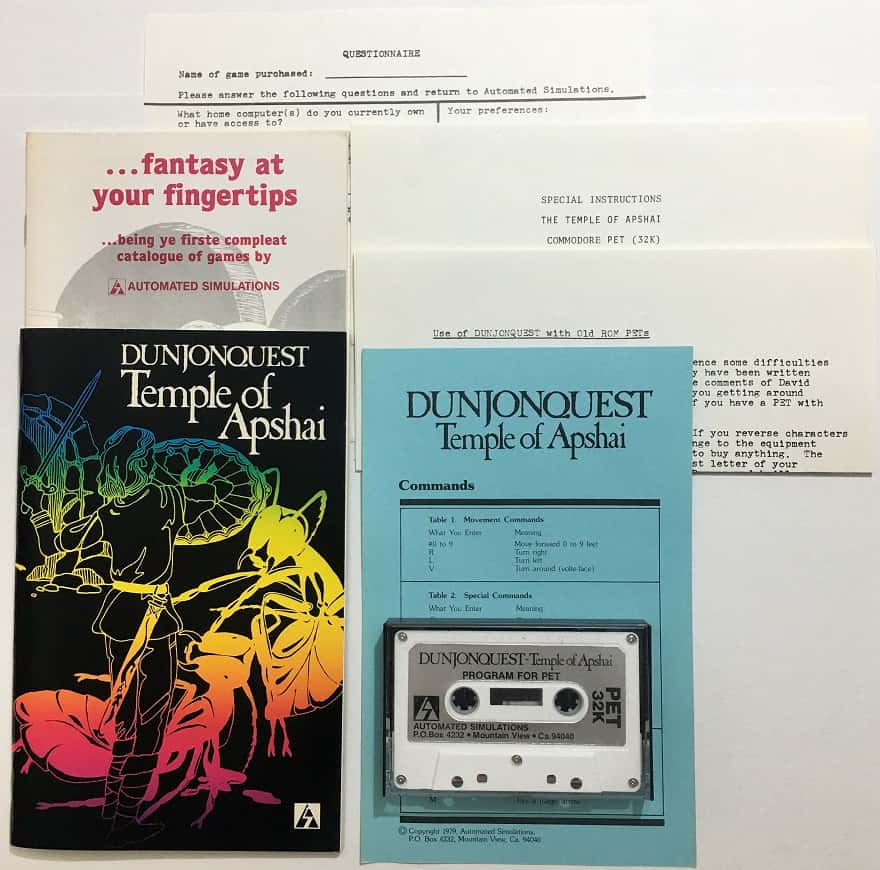 QUESTIONNAIRE
Name of game purchased:
Please answer the following questions and return to Automated Simulations.
What home computer(s) do you currently own
or have access to?
Your preferences:
...fantasy at
your fingertips
...being ye firste compleat
catalogue of games by
AUTOMATED SIMULATIONS
SPECIAL INSTRUCTIONS
THE TEMPLE OF APSHAI
COMMODORE PET (32K)
Use of DUNJONQUEST with Old ROM PETs
ence some difficulties
y have been written
e comments of David
you getting around
f you have a PET with
If you reverse characters
nge to the equipment
to buy anything. The
st letter of your
DUNJONQUEST
Temple of
Apshai
DUNJONQUEST
Temple of Apshai
Commands
Table 1. Movement Commands
What You Enter Meaning
#0 to 9 Move forward 0 to 9 feet
R Turn right
L Turn left
V Turn around (volte-face)
Table 2. Special Commands
What You Enter Meaning
DUNJONQUEST-Temple of Apshai
PROGRAM FOR PET
PET
32K
AUTOMATED SIMULATIONS
P.O.Box 4232 • Mountain View • Ca. 94040
M
© Copyright 1979, Automated Simulations,
P.O. Box 4232, Mountain View, Ca. 94040